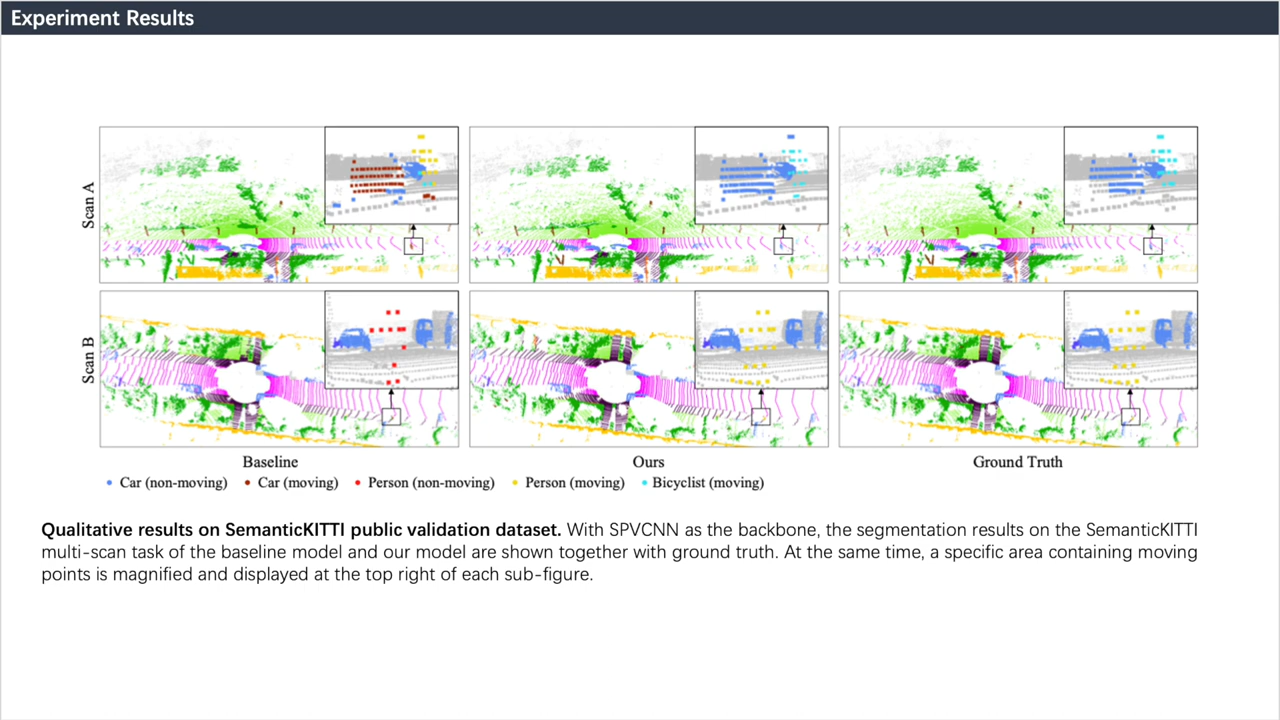 Experiment Results
Scan A
Scan B
Baseline
Ours
Ground Truth
Car (non-moving)
Car (moving)
Person (non-moving)
Person (moving)
Bicyclist (moving)
Qualitative results on SemanticKITTI public validation dataset. With SPVCNN as the backbone, the segmentation results on the SemanticKITTI
multi-scan task of the baseline model and our model are shown together with ground truth. At the same time, a specific area containing moving
points is magnified and displayed at the top right of each sub-figure.